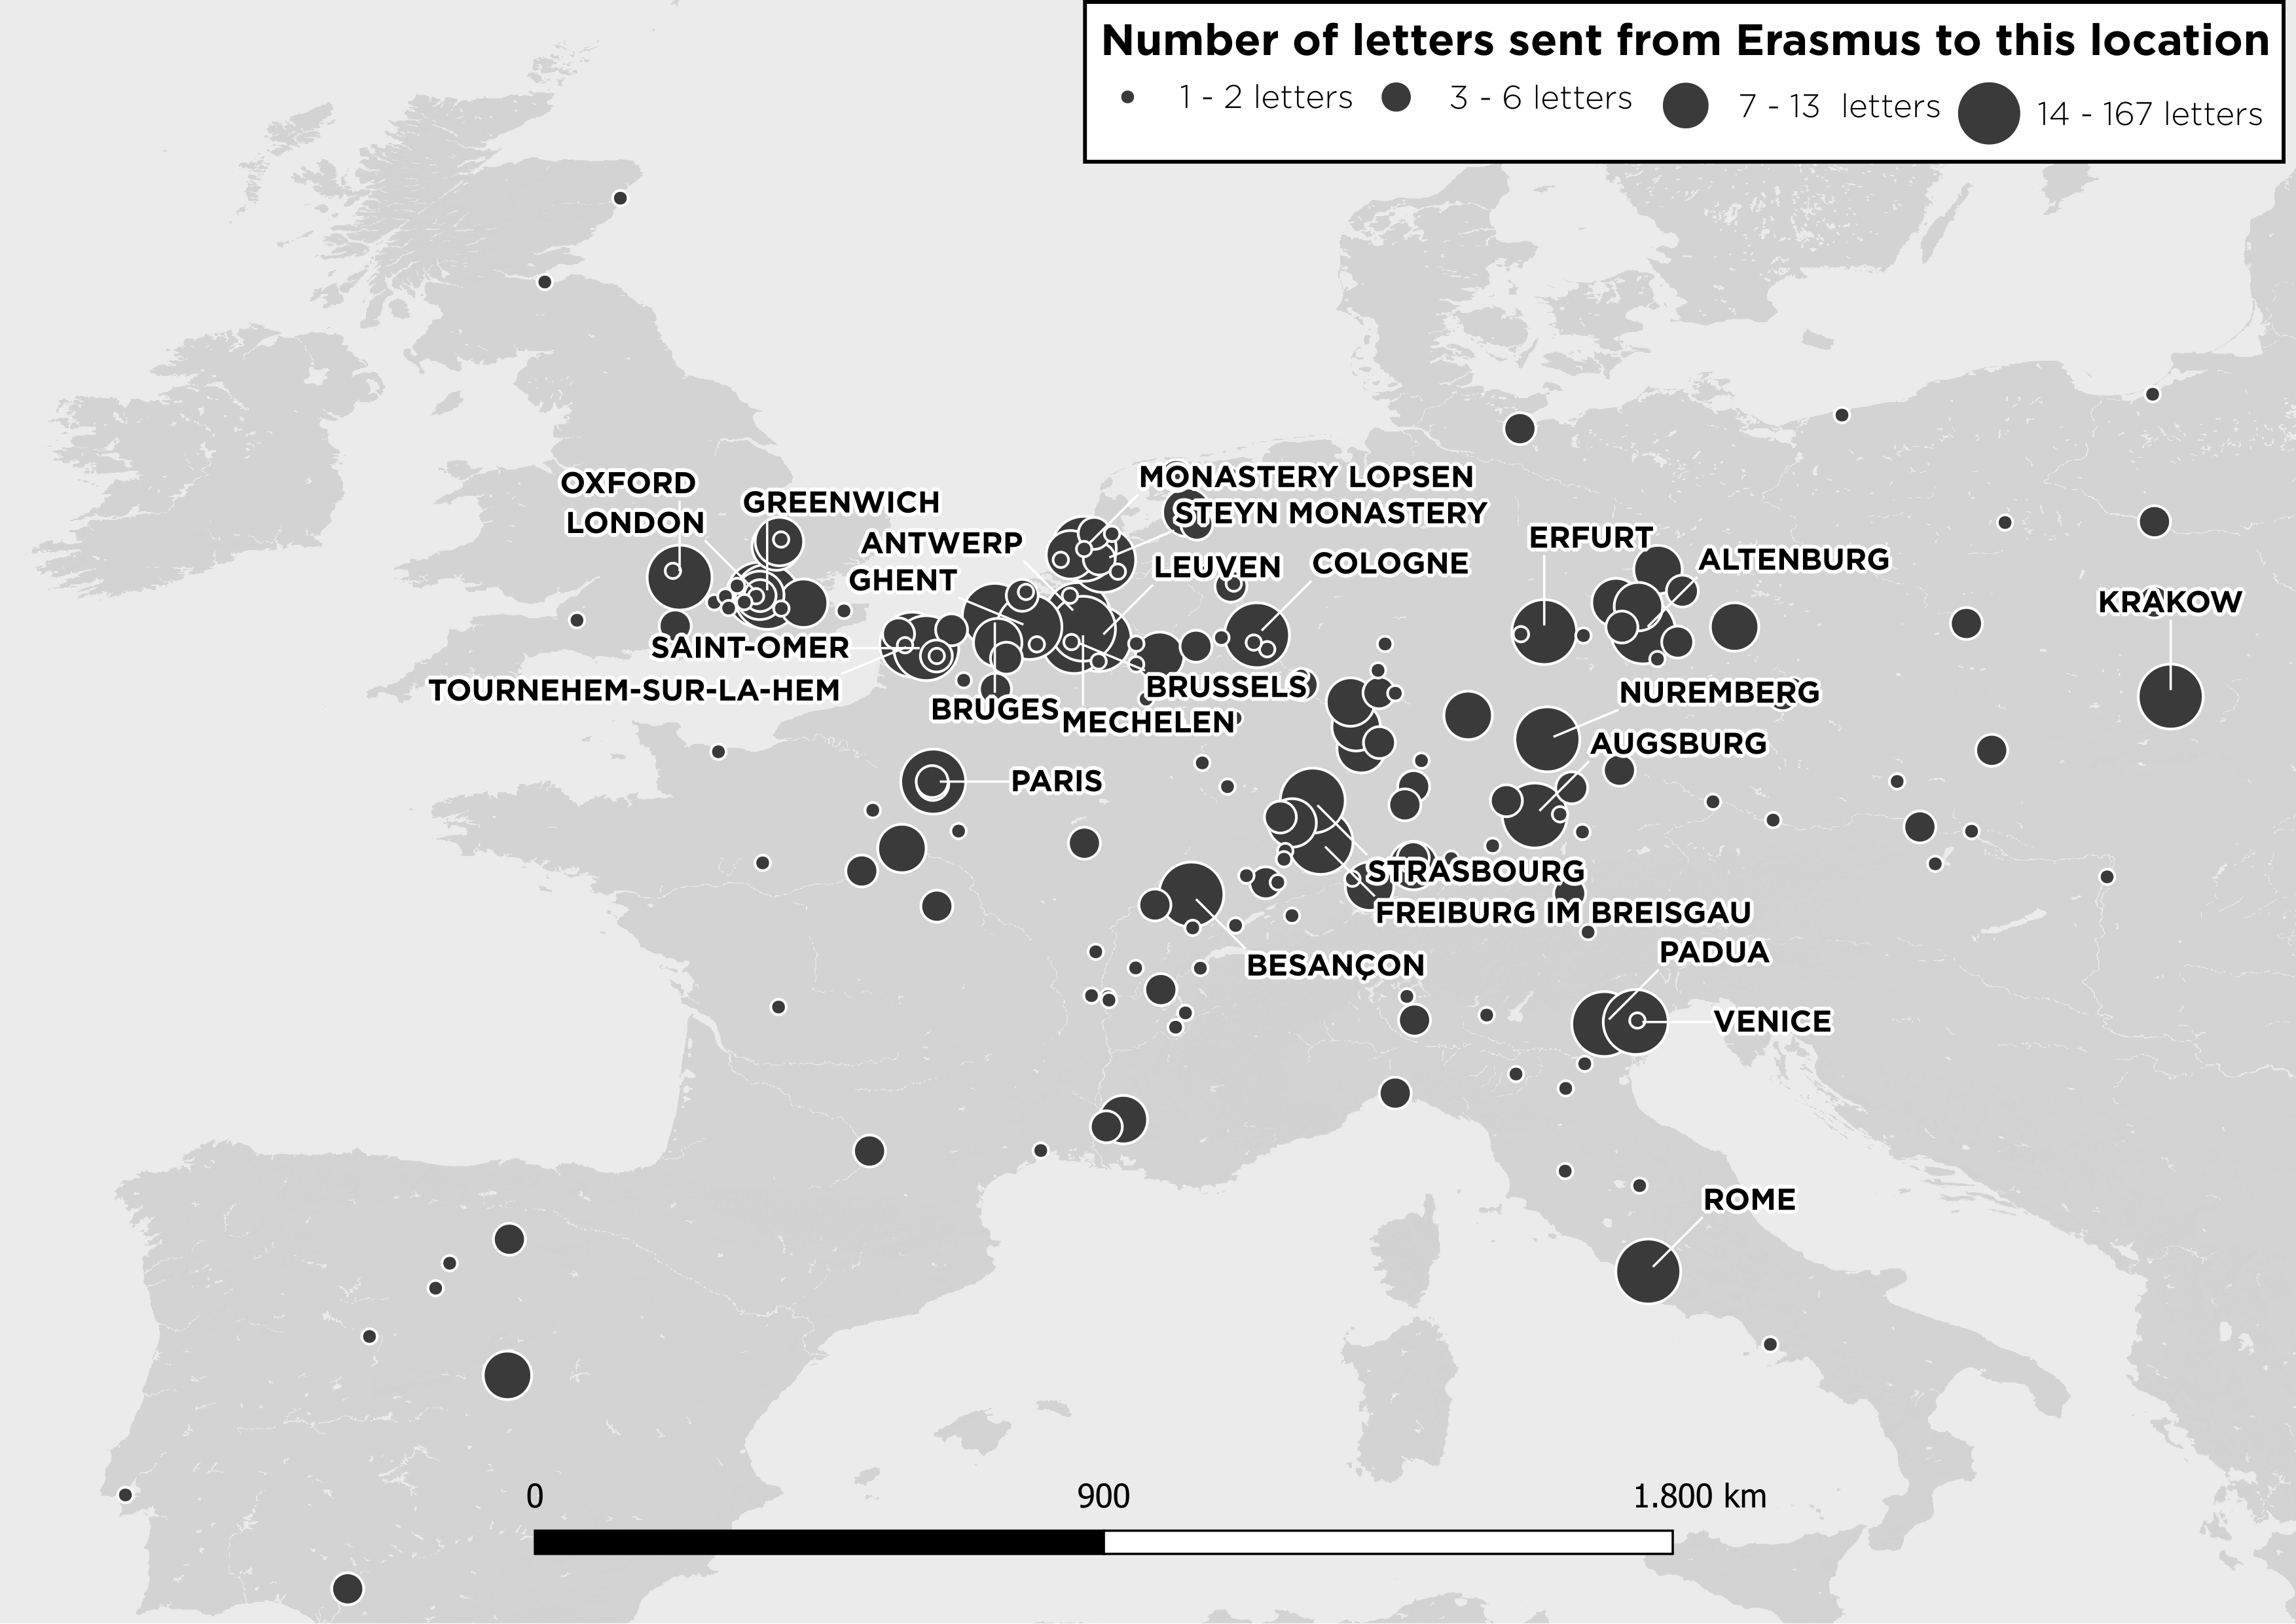 Number of letters sent from Erasmus to this location
1 - 2 letters 3 - 6 letters 7 - 13 letters 14 - 167 letters
OXFORD
LONDON
GREENWICH
MONASTERY LOPSEN
STEYN MONASTERY
ANTWERP
GHENT
LEUVEN
COLOGNE
ERFURT
ALTENBURG
KRAKOW
SAINT-OMER
TOURNEHEM-SUR-LA-HEM
BRUGES
MECHELEN
BRUSSELS
NUREMBERG
AUGSBURG
PARIS
STRASBOURG
FREIBURG IM BREISGAU
BESANÇON
PADUA
VENICE
ROME
0 900 1.800 km